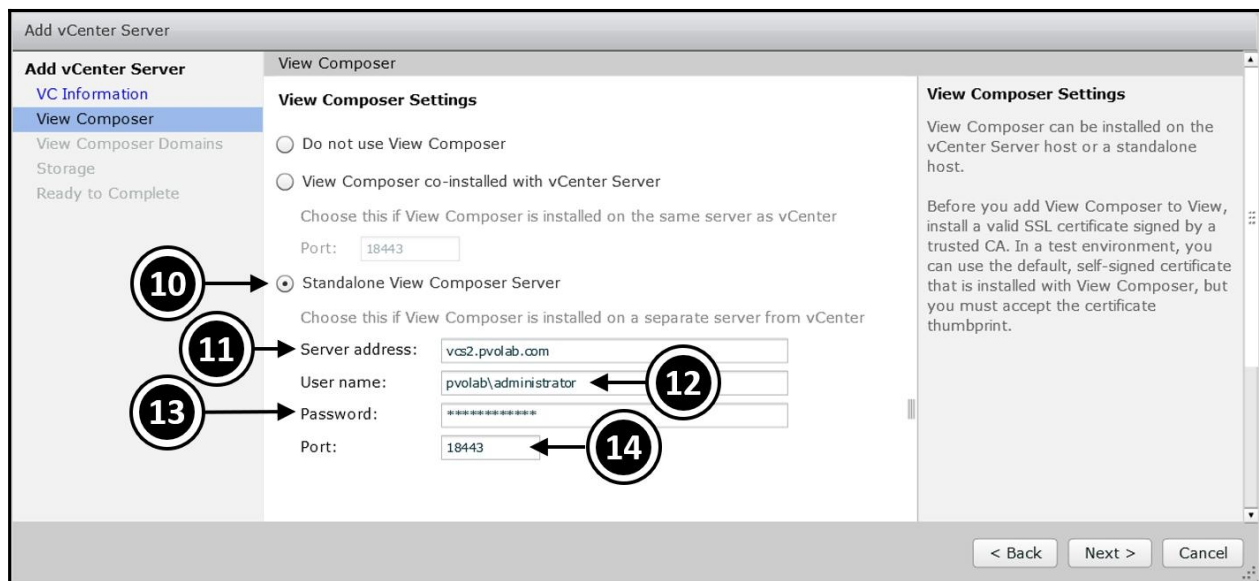 Add vCenter Server
Add vCenter Server
VC Information
View Composer
View Composer Domains
Storage
Ready to Complete
View Composer
View Composer Settings
Do not use View Composer
View Composer co-installed with vCenter Server
Choose this if View Composer is installed on the same server as vCenter
Port: 18443
10
Standalone View Composer Server
Choose this if View Composer is installed on a separate server from vCenter
11
Server address: vcs2.pvolab.com
User name: pvolab\administrator
12
13
Password: ************
Port: 18443
14
View Composer Settings
View Composer can be installed on the
vCenter Server host or a standalone
host.
Before you add View Composer to View,
install a valid SSL certificate signed by a
trusted CA. In a test environment, you
can use the default, self-signed certificate
that is installed with View Composer, but
you must accept the certificate
thumbprint.
< Back Next > Cancel